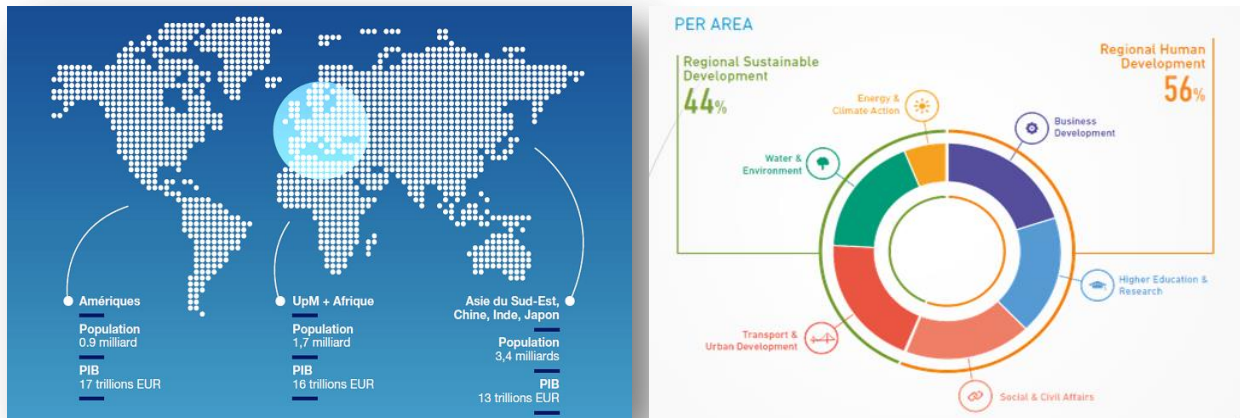 Amériques
Population
0.9 milliard
PIB
17 trillions EUR
UpM + Afrique
Population
1,7 milliard
PIB
16 trillions EUR
Asie du Sud-Est,
Chine, Inde, Japon
Population
3,4 milliards
PIB
13 trillions EUR
PER AREA
Regional Sustainable
Development
44%
Regional Human
Development
56%
Energy &
Climate Action
Business
Development
Water &
Environment
Higher Education &
Research
Transport &
Urban Development
Social & Civil Affairs